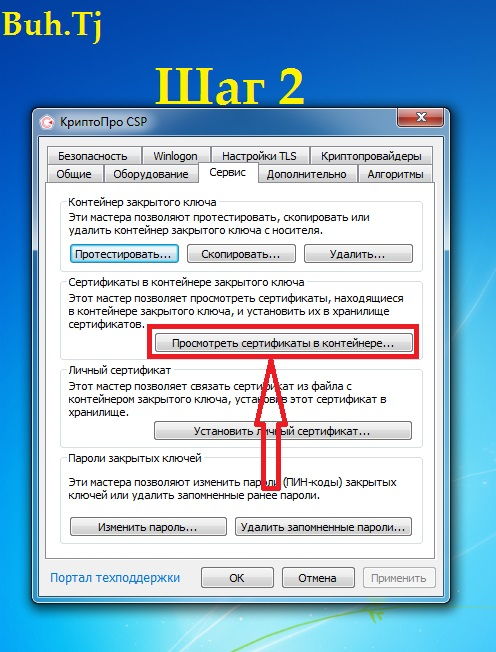 Buh.Tj
Шаг 2
КриптоПро CSP
Безопасность Winlogon Настройки TLS Криптопровайдеры
Общие Оборудование Сервис Дополнительно Алгоритмы
Контейнер закрытого ключа
Эти мастера позволяют протестировать, скопировать или
удалить контейнер закрытого ключа с носителя.
Протестировать... Скопировать... Удалить...
Сертификаты в контейнере закрытого ключа
Этот мастер позволяет просмотреть сертификаты, находящиеся
в контейнере закрытого ключа, и установить их в хранилище
сертификатов.
Просмотреть сертификаты в контейнере...
Личный сертификат
Этот мастер позволяет связать сертификат из файла с
контейнером закрытого ключа, установив этот сертификат в
хранилище.
Установить личный сертификат...
Пароли закрытых ключей
Эти мастера позволяют изменить пароли (ПИН-коды) закрытых
ключей или удалить запомненные ранее пароли.
Изменить пароль... Удалить запомненные пароли...
Портал техподдержки
ОК Отмена Применить